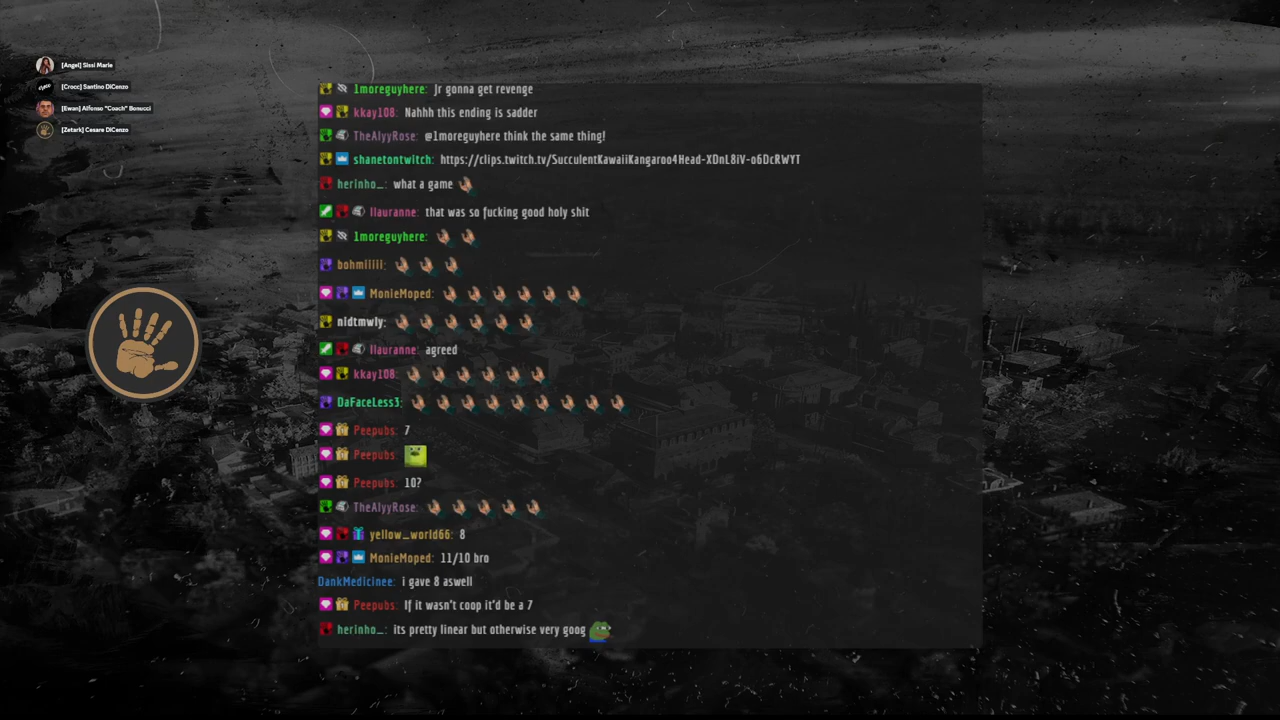 [Angel] Sissi Marie
[Crocc] Santino DiCenzo
[Ewan] Alfonso "Coach" Bonucci
[Zetark] Cesare DiCenzo
1moreguyhere: Jr gonna get revenge
kkay108: Nahhh this ending is sadder
TheAlyyRose: @1moreguyhere think the same thing!
shanetontwitch: https://clips.twitch.tv/SucculentKawaiiKangaroo4Head-XDnL8iV-o6DcRWYT
herinho_: what a game
llauranne: that was so fucking good holy shit
1moreguyhere:
bohmiiiii:
MonieMoped:
nidtmwly:
llauranne: agreed
kkay108:
DaFaceLess3:
Peepubs: 7
Peepubs:
Peepubs: 10?
TheAlyyRose:
yellow_world66: 8
MonieMoped: 11/10 bro
DankMedicinee: i gave 8 aswell
Peepubs: If it wasn't coop it'd be a 7
herinho_: its pretty linear but otherwise very goog